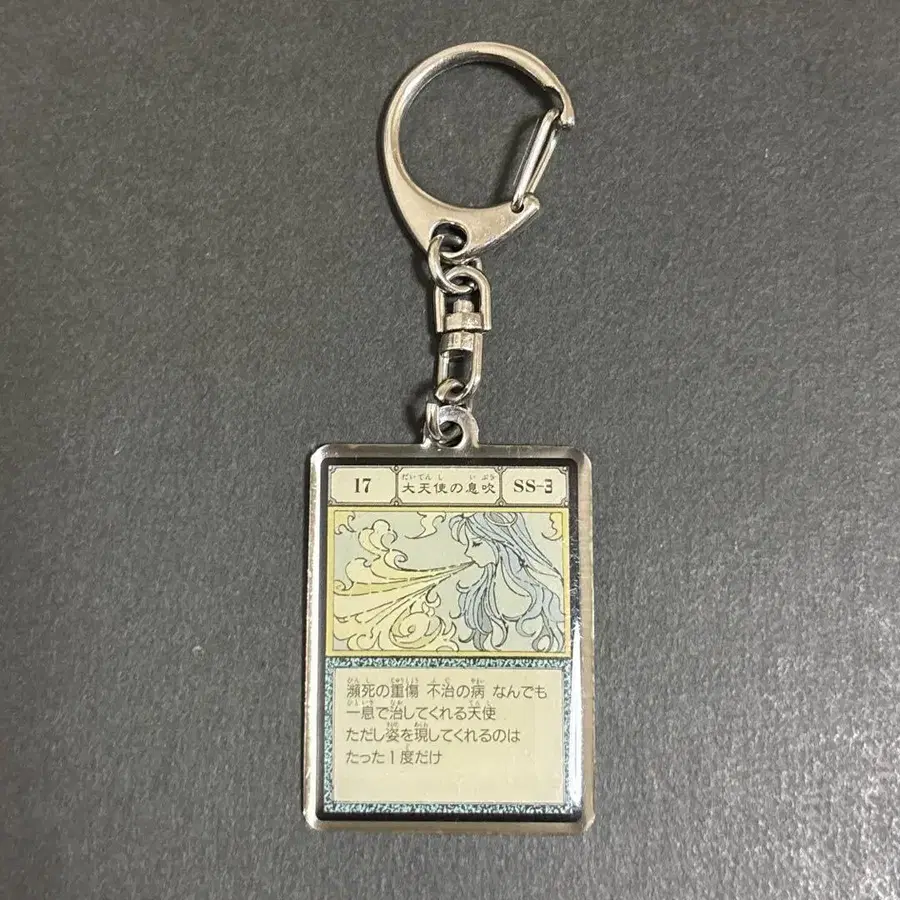 17 大天使の息吹 SS-3
瀕死の重傷 不治の病 なんでも
一息で治してくれる天使
ただし姿を現してくれるのは
たった1度だけ